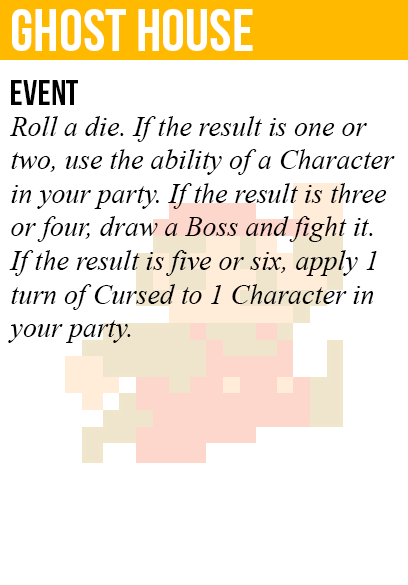 GHOST HOUSE
EVENT
Roll a die. If the result is one or
two, use the ability of a Character
in your party. If the result is three
or four, draw a Boss and fight it.
If the result is five or six, apply 1
turn of Cursed to 1 Character in
your party.